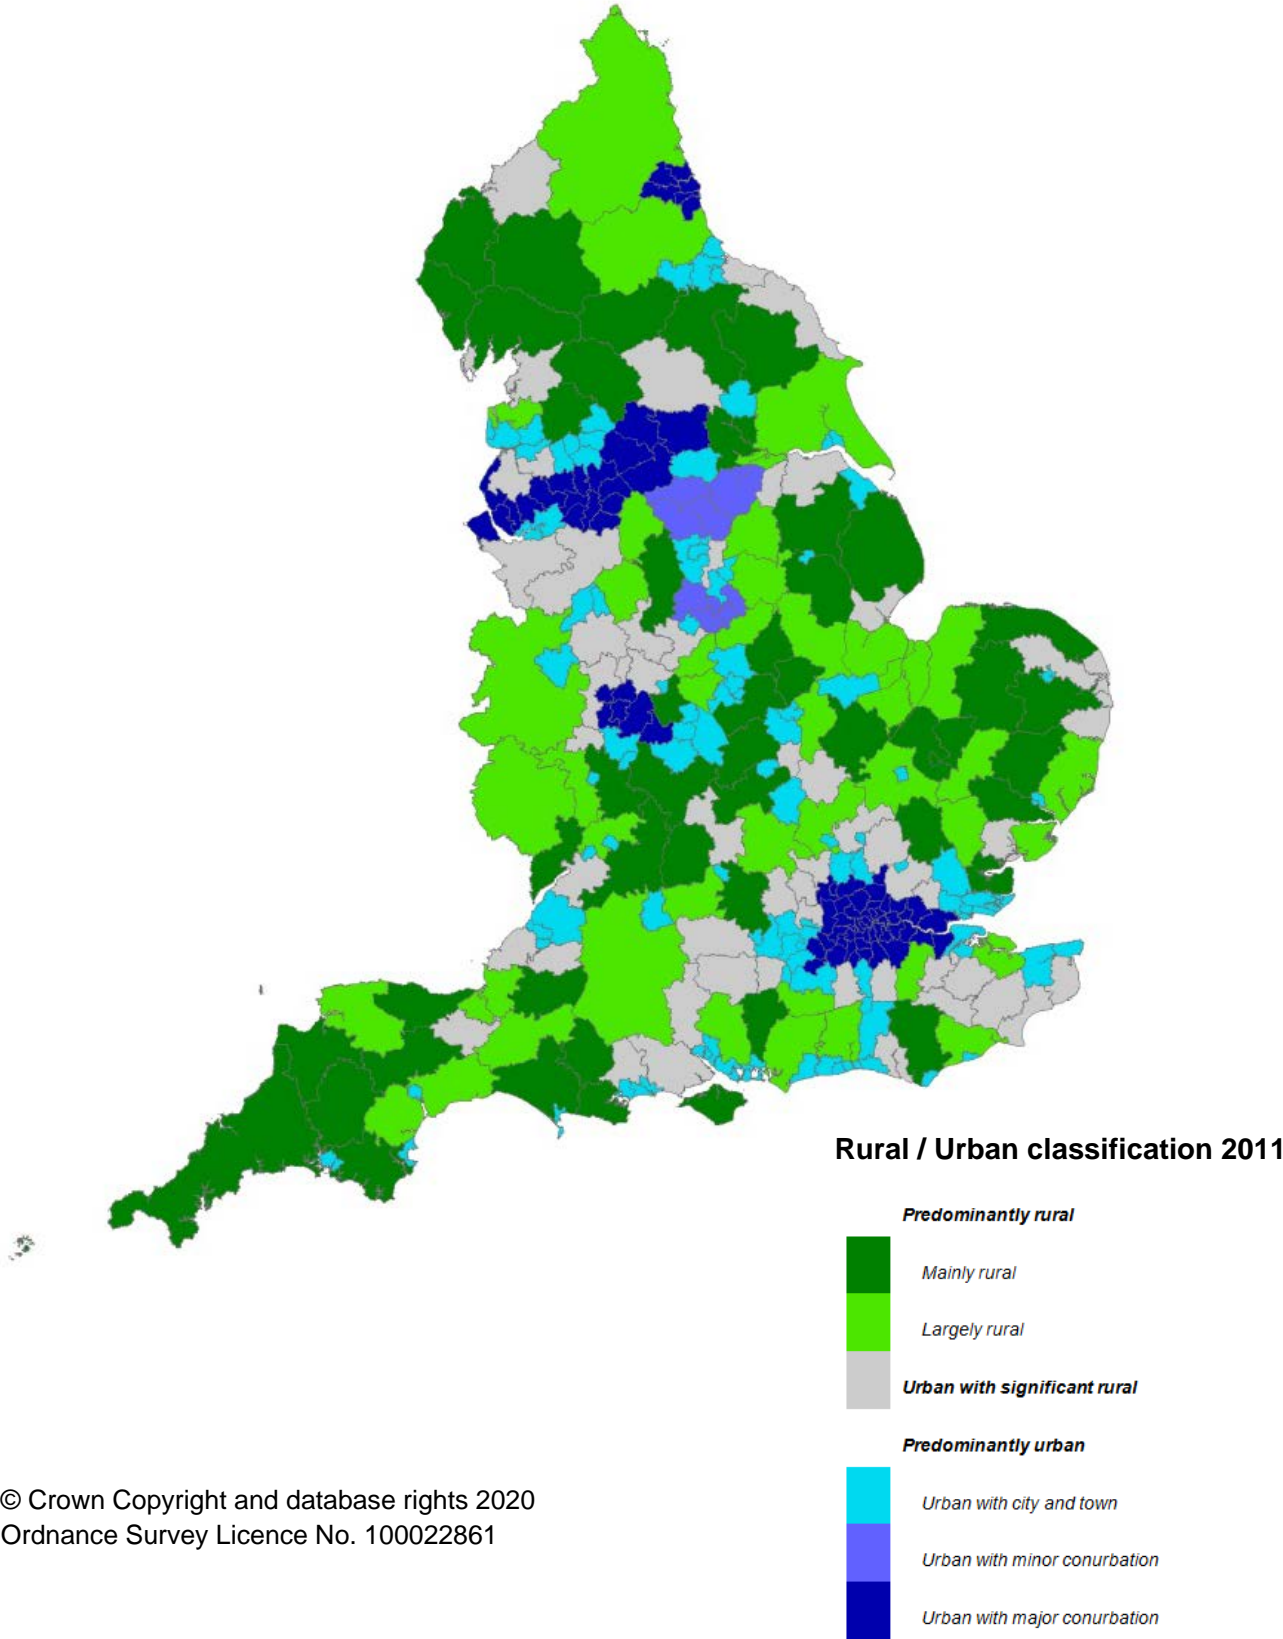 Rural / Urban classification 2011
Predominantly rural
Mainly rural
Largely rural
Urban with significant rural
Predominantly urban
Urban with city and town
Urban with minor conurbation
Urban with major conurbation
© Crown Copyright and database rights 2020
Ordnance Survey Licence No. 100022861